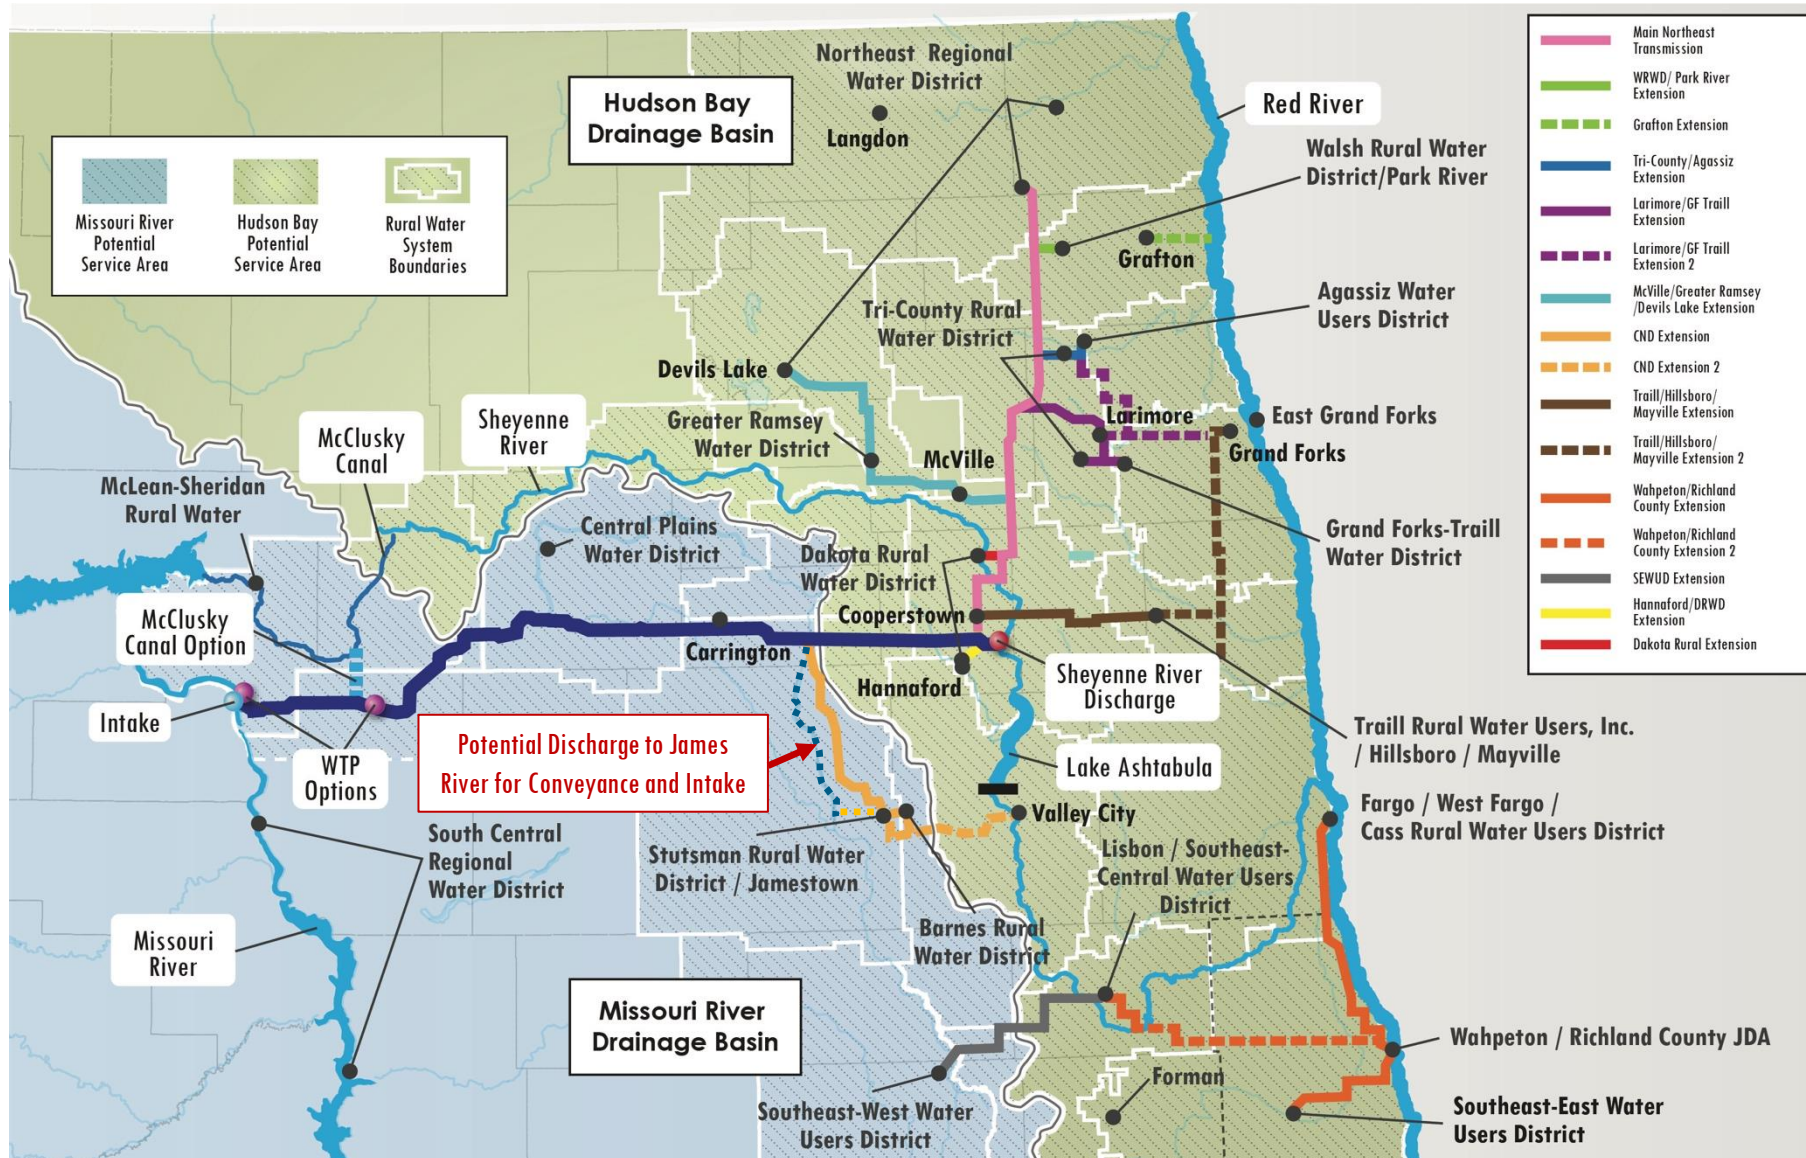 Northeast Regional
Water District
Hudson Bay
Drainage Basin
Langdon
Red River
Walsh Rural Water
District/Park River
Missouri River
Potential
Service Area
Hudson Bay
Potential
Service Area
Rural Water
System
Boundaries
Grafton
Agassiz Water
Users District
Tri-County Rural
Water District
Devils Lake
Sheyenne
River
McClusky
Canal
Greater Ramsey
Water District
Larimore
East Grand Forks
Grand Forks
McVille
McLean-Sheridan
Rural Water
Central Plains
Water District
Dakota Rural
Water District
Grand Forks-Traill
Water District
McClusky
Canal Option
Cooperstown
Carrington
Hannaford
Sheyenne River
Discharge
Intake
WTP
Options
Potential Discharge to James
River for Conveyance and Intake
Traill Rural Water Users, Inc.
/ Hillsboro / Mayville
Lake Ashtabula
Valley City
Fargo / West Fargo /
Cass Rural Water Users District
South Central
Regional
Water District
Stutsman Rural Water
District / Jamestown
Lisbon / Southeast-
Central Water Users
District
Missouri
River
Barnes Rural
Water District
Missouri River
Drainage Basin
Wahpeton / Richland County JDA
Forman
Southeast-West Water
Users District
Southeast-East Water
Users District
Main Northeast
Transmission
WRWD/ Park River
Extension
Grafton Extension
Tri-County/Agassiz
Extension
Larimore/GF Traill
Extension
Larimore/GF Traill
Extension 2
McVille/Greater Ramsey
/Devils Lake Extension
CND Extension
CND Extension 2
Traill/Hillsboro/
Mayville Extension
Traill/Hillsboro/
Mayville Extension 2
Wahpeton/Richland
County Extension
Wahpeton/Richland
County Extension 2
SEWUD Extension
Hannaford/DRWD
Extension
Dakota Rural Extension